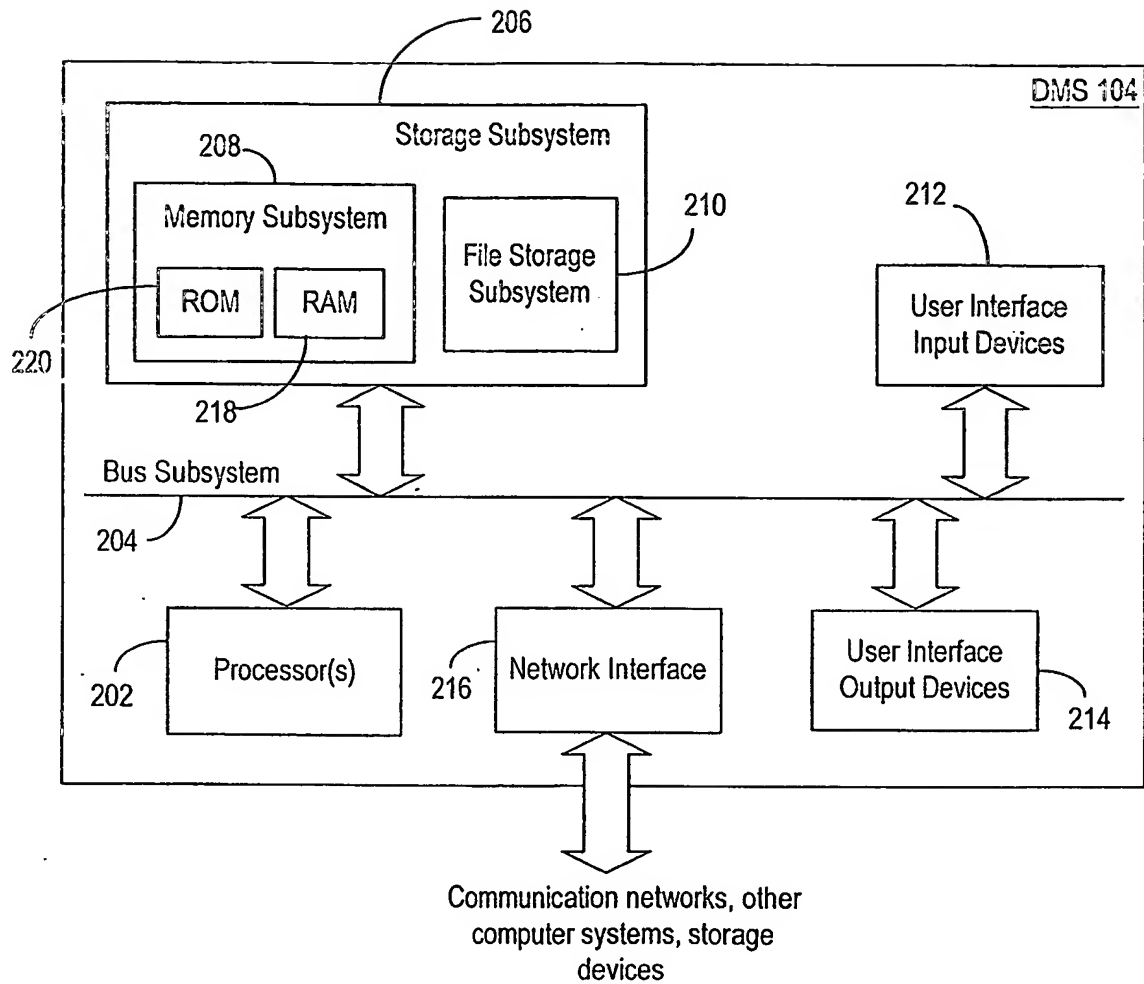 206
DMS 104
Storage Subsystem
208
Memory Subsystem
210
212
File Storage
Subsystem
ROM
RAM
User Interface
Input Devices
220
218
Bus Subsystem
204
Processor(s)
202
Network Interface
216
User Interface
Output Devices
214
Communication networks, other
computer systems, storage
devices